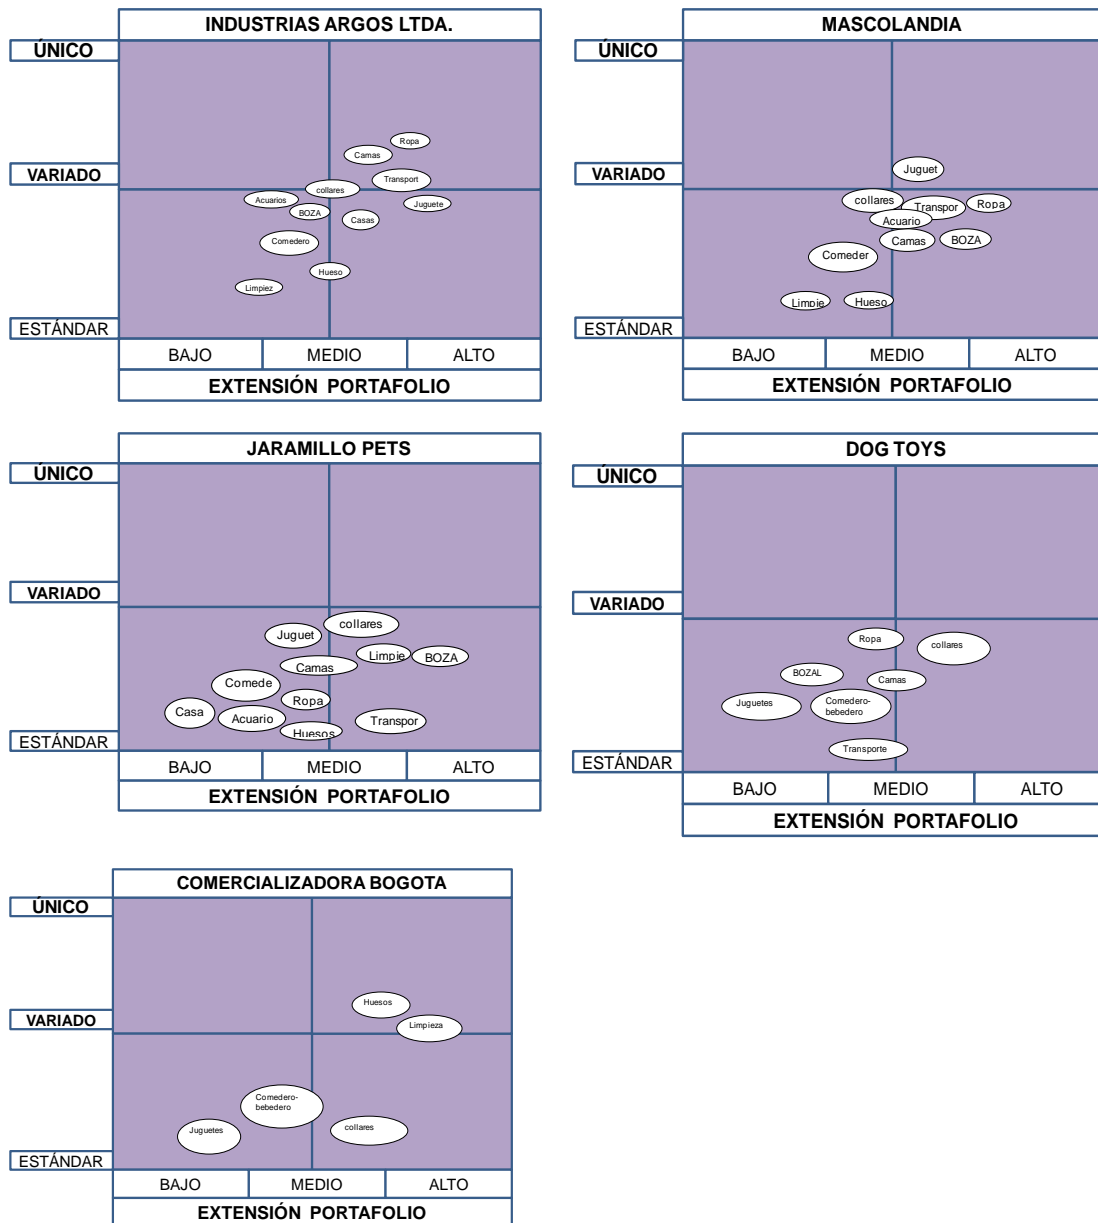 INDUSTRIAS ARGOS LTDA.
ÚNICO
Ropa
Camas
VARIADO
Transport
collares
Acuarios
Juguete
BOZA
Casas
Comedero
Hueso
Limpiez
ESTÁNDAR
BAJO
MEDIO
ALTO
EXTENSIÓN PORTAFOLIO
MASCOLANDIA
ÚNICO
VARIADO
Juguet
collares
Transpor
Ropa
Acuario
Camas
BOZA
Comeder
Limpie
Hueso
ESTÁNDAR
BAJO
MEDIO
ALTO
EXTENSIÓN PORTAFOLIO
JARAMILLO PETS
ÚNICO
VARIADO
collares
Juguet
Limpie
BOZA
Camas
Comede
Ropa
Casa
Acuario
Transpor
Huesos
ESTÁNDAR
BAJO
MEDIO
ALTO
EXTENSIÓN PORTAFOLIO
DOG TOYS
ÚNICO
VARIADO
Ropa
collares
BOZAL
Camas
Juguetes
Comedero-
bebedero
Transporte
ESTÁNDAR
BAJO
MEDIO
ALTO
EXTENSIÓN PORTAFOLIO
COMERCIALIZADORA BOGOTA
ÚNICO
Huesos
VARIADO
Limpieza
Comedero-
bebedero
Juguetes
collares
ESTÁNDAR
BAJO
MEDIO
ALTO
EXTENSIÓN PORTAFOLIO